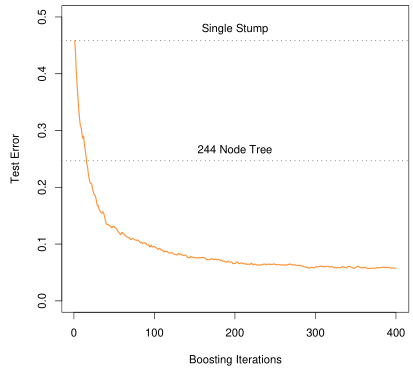 Single Stump
244 Node Tree
0.5
0.4
0.3
0.2
0.1
0.0
Test Error
0 100 200 300 400
Boosting Iterations